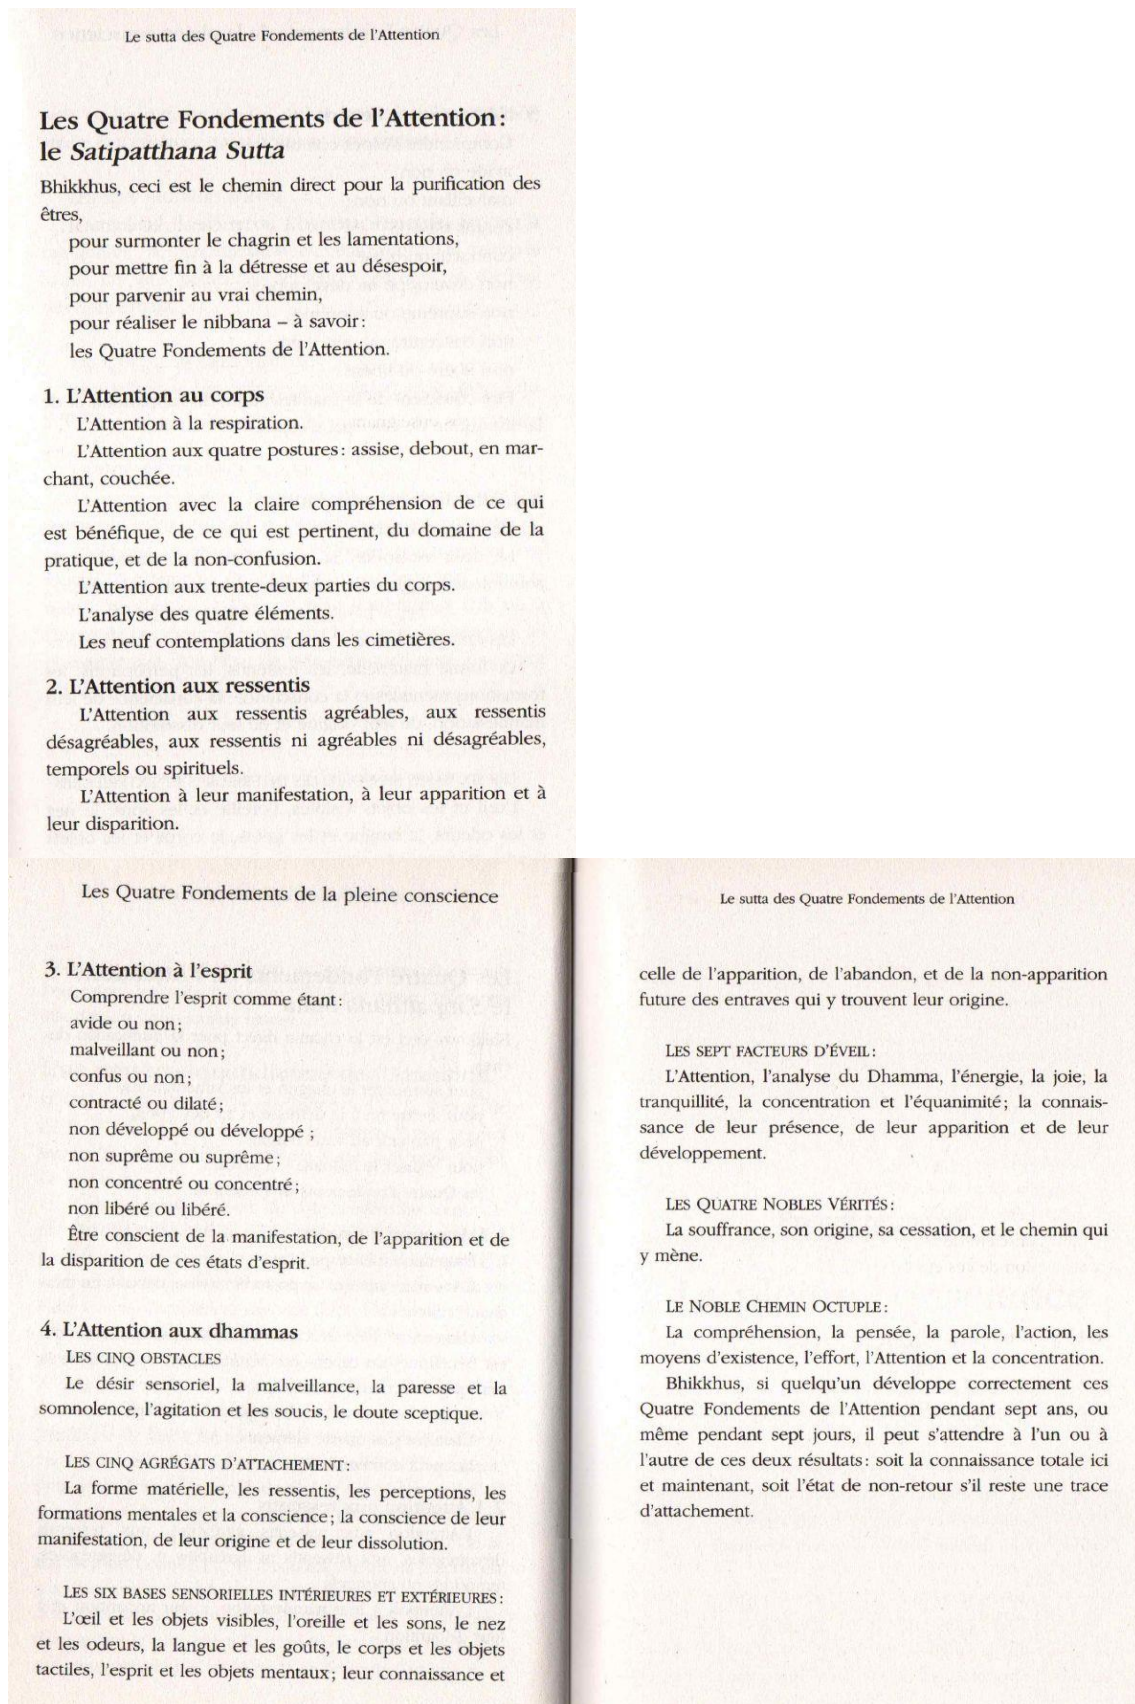 Le sutta des Quatre Fondements de l'Attention
Les Quatre Fondements de l'Attention :
le Satipatthana Sutta
Bhikkhus, ceci est le chemin direct pour la purification des
êtres,
pour surmonter le chagrin et les lamentations,
pour mettre fin à la détresse et au désespoir,
pour parvenir au vrai chemin,
pour réaliser le nibbana – à savoir :
les Quatre Fondements de l'Attention.
1. L'Attention au corps
L'Attention à la respiration.
L'Attention aux quatre postures : assise, debout, en mar-
chant, couchée.
L'Attention avec la claire compréhension de ce qui
est bénéfique, de ce qui est pertinent, du domaine de la
pratique, et de la non-confusion.
L'Attention aux trente-deux parties du corps.
L'analyse des quatre éléments.
Les neuf contemplations dans les cimetières.
2. L'Attention aux ressentis
L'Attention aux ressentis agréables, aux ressentis
désagréables, aux ressentis ni agréables ni désagréables,
temporels ou spirituels.
L'Attention à leur manifestation, à leur apparition et à
leur disparition.
Les Quatre Fondements de la pleine conscience
3. L'Attention à l'esprit
Comprendre l'esprit comme étant :
avide ou non ;
malveillant ou non ;
confus ou non ;
contracté ou dilaté ;
non développé ou développé ;
non suprême ou suprême ;
non concentré ou concentré ;
non libéré ou libéré.
Être conscient de la manifestation, de l'apparition et de
la disparition de ces états d'esprit.
4. L'Attention aux dhammas
LES CINQ OBSTACLES
Le désir sensoriel, la malveillance, la paresse et la
somnolence, l'agitation et les soucis, le doute sceptique.
LES CINQ AGRÉGATS D'ATTACHEMENT :
La forme matérielle, les ressentis, les perceptions, les
formations mentales et la conscience ; la conscience de leur
manifestation, de leur origine et de leur dissolution.
LES SIX BASES SENSORIELLES INTÉRIEURES ET EXTÉRIEURES :
L'œil et les objets visibles, l'oreille et les sons, le nez
et les odeurs, la langue et les goûts, le corps et les objets
tactiles, l'esprit et les objets mentaux ; leur connaissance et
Le sutta des Quatre Fondements de l'Attention
celle de l'apparition, de l'abandon, et de la non-apparition
future des entraves qui y trouvent leur origine.
LES SEPT FACTEURS D'ÉVEIL :
L'Attention, l'analyse du Dhamma, l'énergie, la joie, la
tranquillité, la concentration et l'équanimité ; la connais-
sance de leur présence, de leur apparition et de leur
développement.
LES QUATRE NOBLES VÉRITÉS :
La souffrance, son origine, sa cessation, et le chemin qui
y mène.
LE NOBLE CHEMIN OCTUPLE :
La compréhension, la pensée, la parole, l'action, les
moyens d'existence, l'effort, l'Attention et la concentration.
Bhikkhus, si quelqu'un développe correctement ces
Quatre Fondements de l'Attention pendant sept ans, ou
même pendant sept jours, il peut s'attendre à l'un ou à
l'autre de ces deux résultats : soit la connaissance totale ici
et maintenant, soit l'état de non-retour s'il reste une trace
d'attachement.